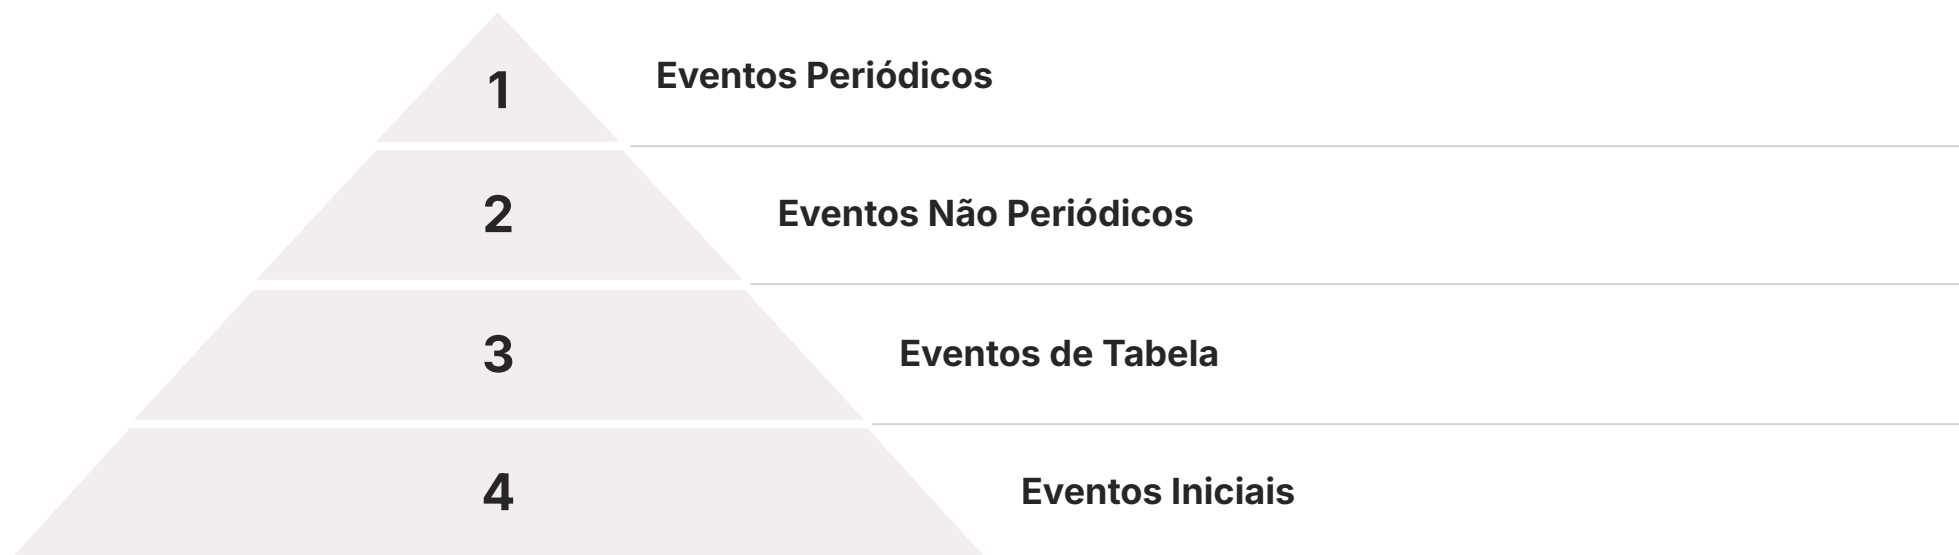 1
Eventos Periódicos
2
Eventos Não Periódicos
3
Eventos de Tabela
4
Eventos Iniciais